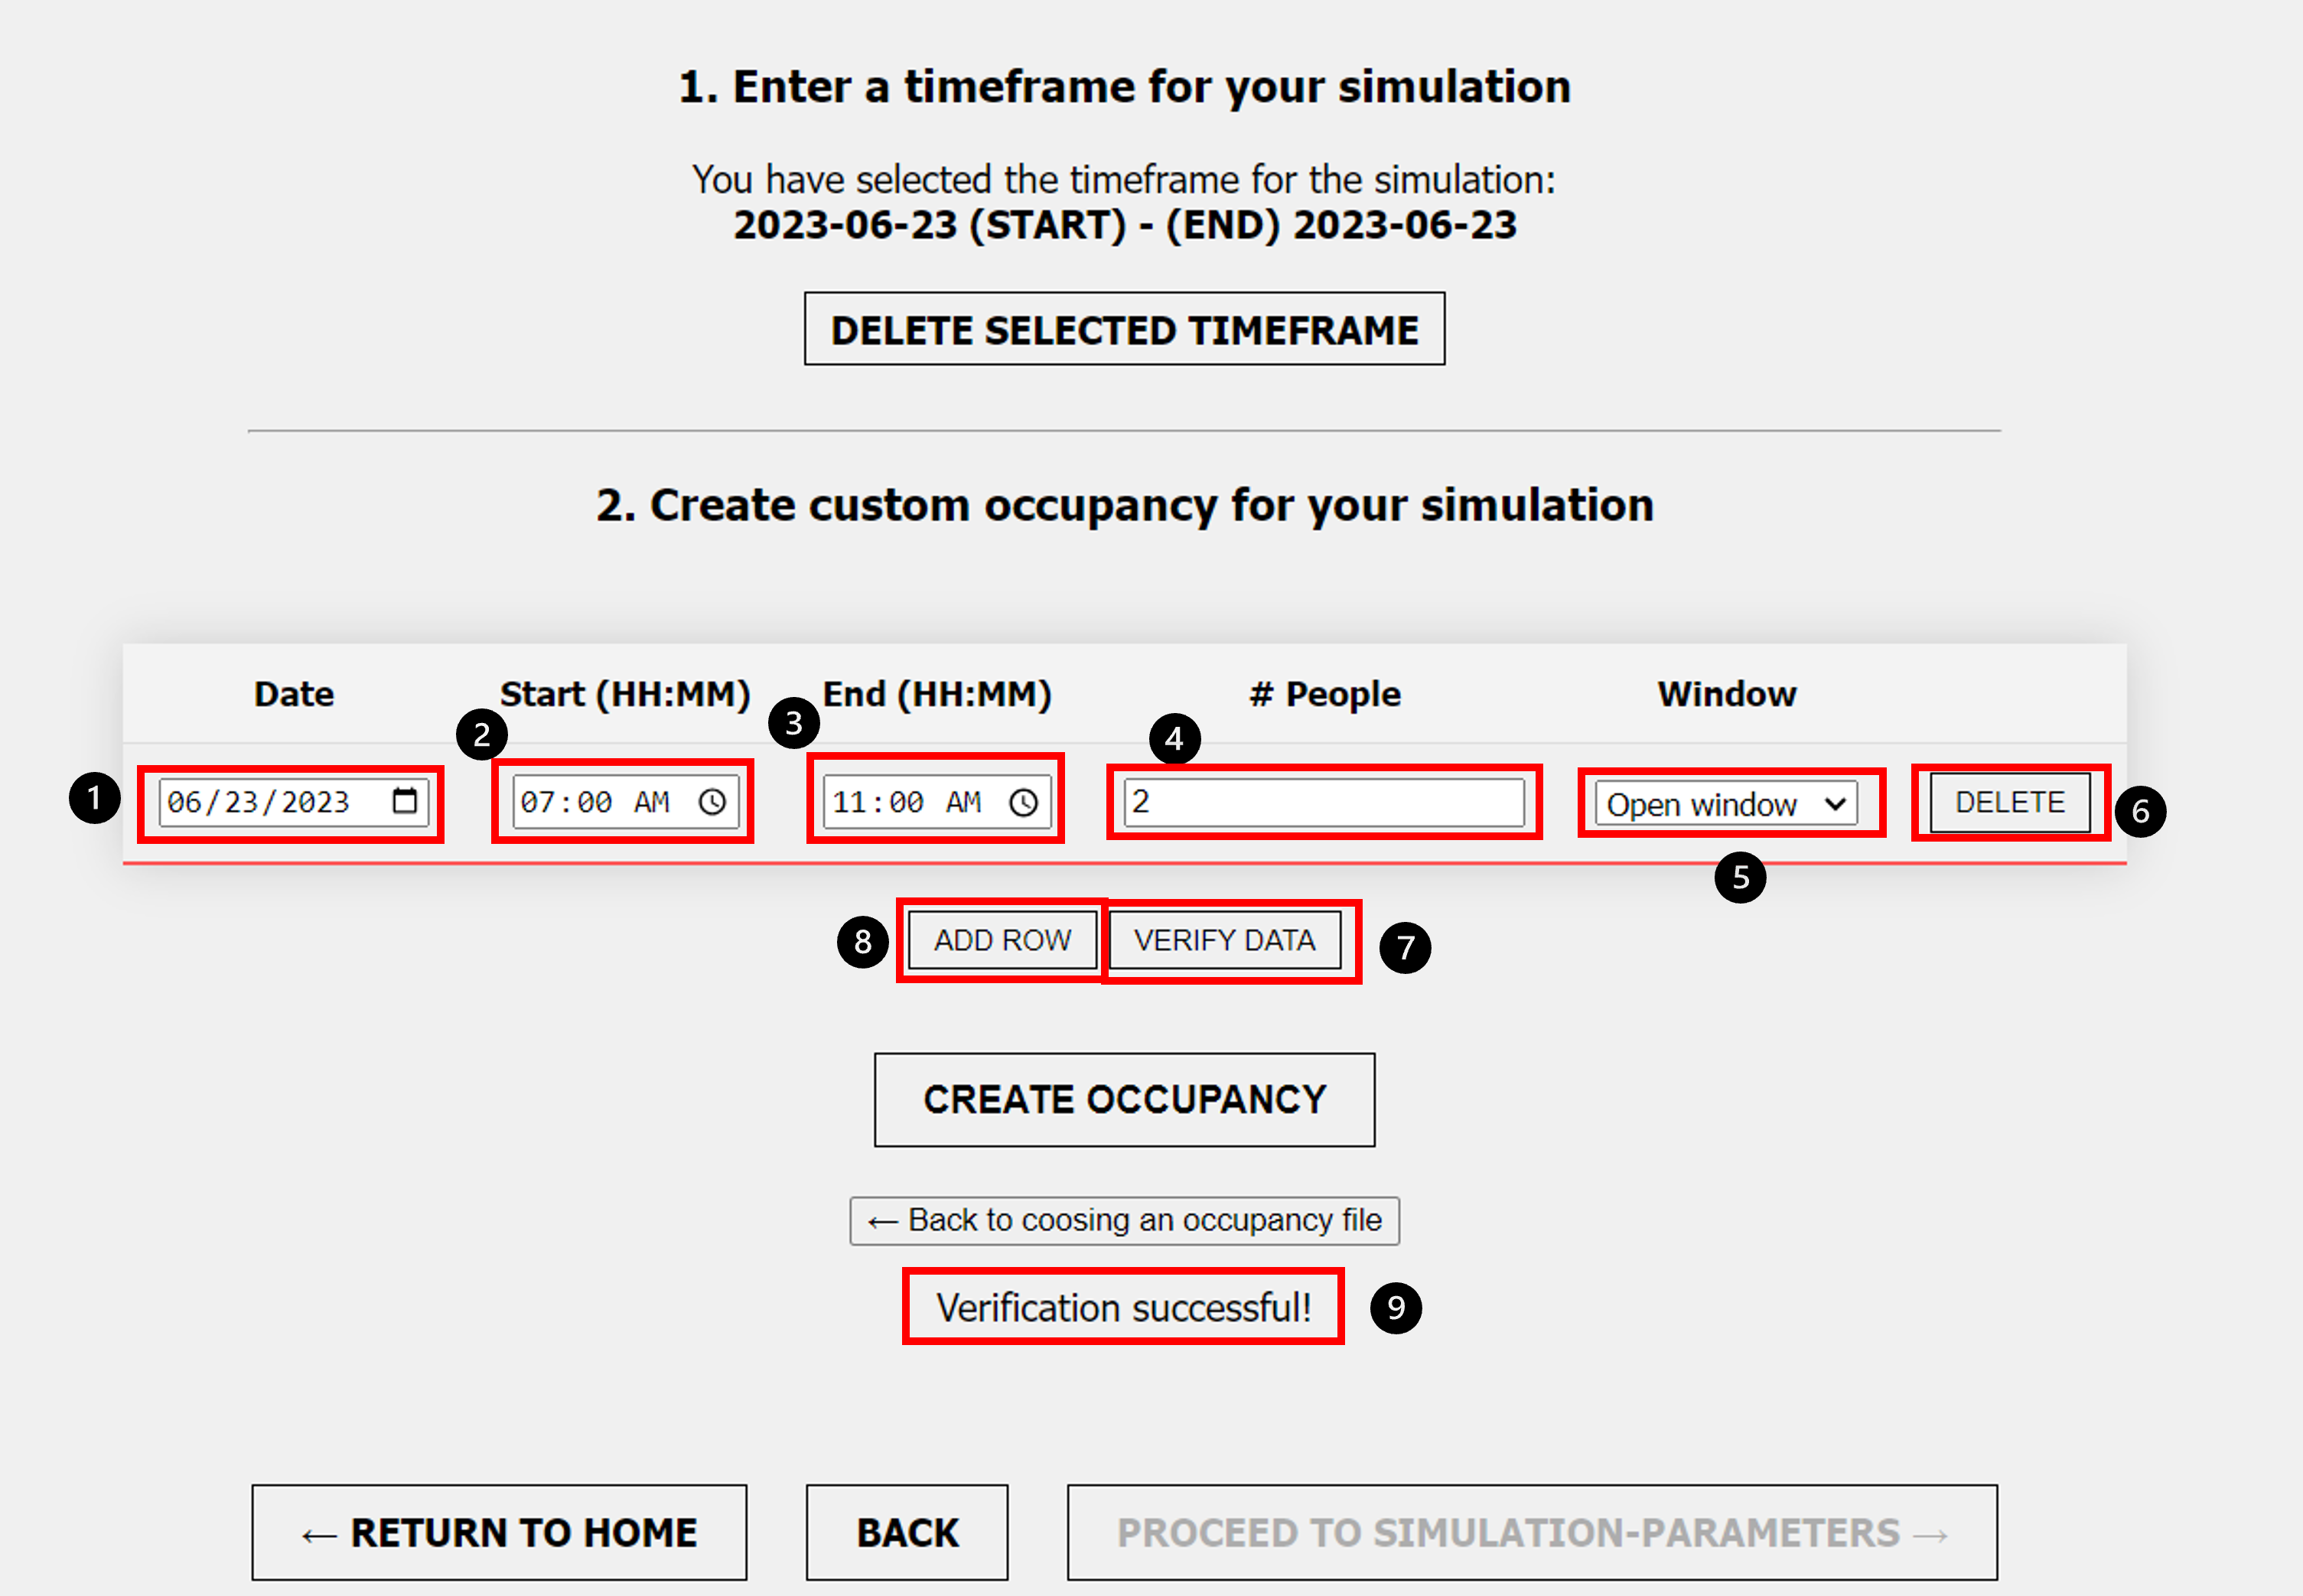 1. Enter a timeframe for your simulation
You have selected the timeframe for the simulation:
2023-06-23 (START) - (END) 2023-06-23
DELETE SELECTED TIMEFRAME
2. Create custom occupancy for your simulation
Date Start (HH:MM) End (HH:MM) # People Window
2 3 4
1 06/23/2023 07:00 AM 11:00 AM 2 Open window DELETE 6
5
8 ADD ROW VERIFY DATA 7
CREATE OCCUPANCY
← Back to coosing an occupancy file
Verification successful! 9
← RETURN TO HOME BACK PROCEED TO SIMULATION-PARAMETERS →